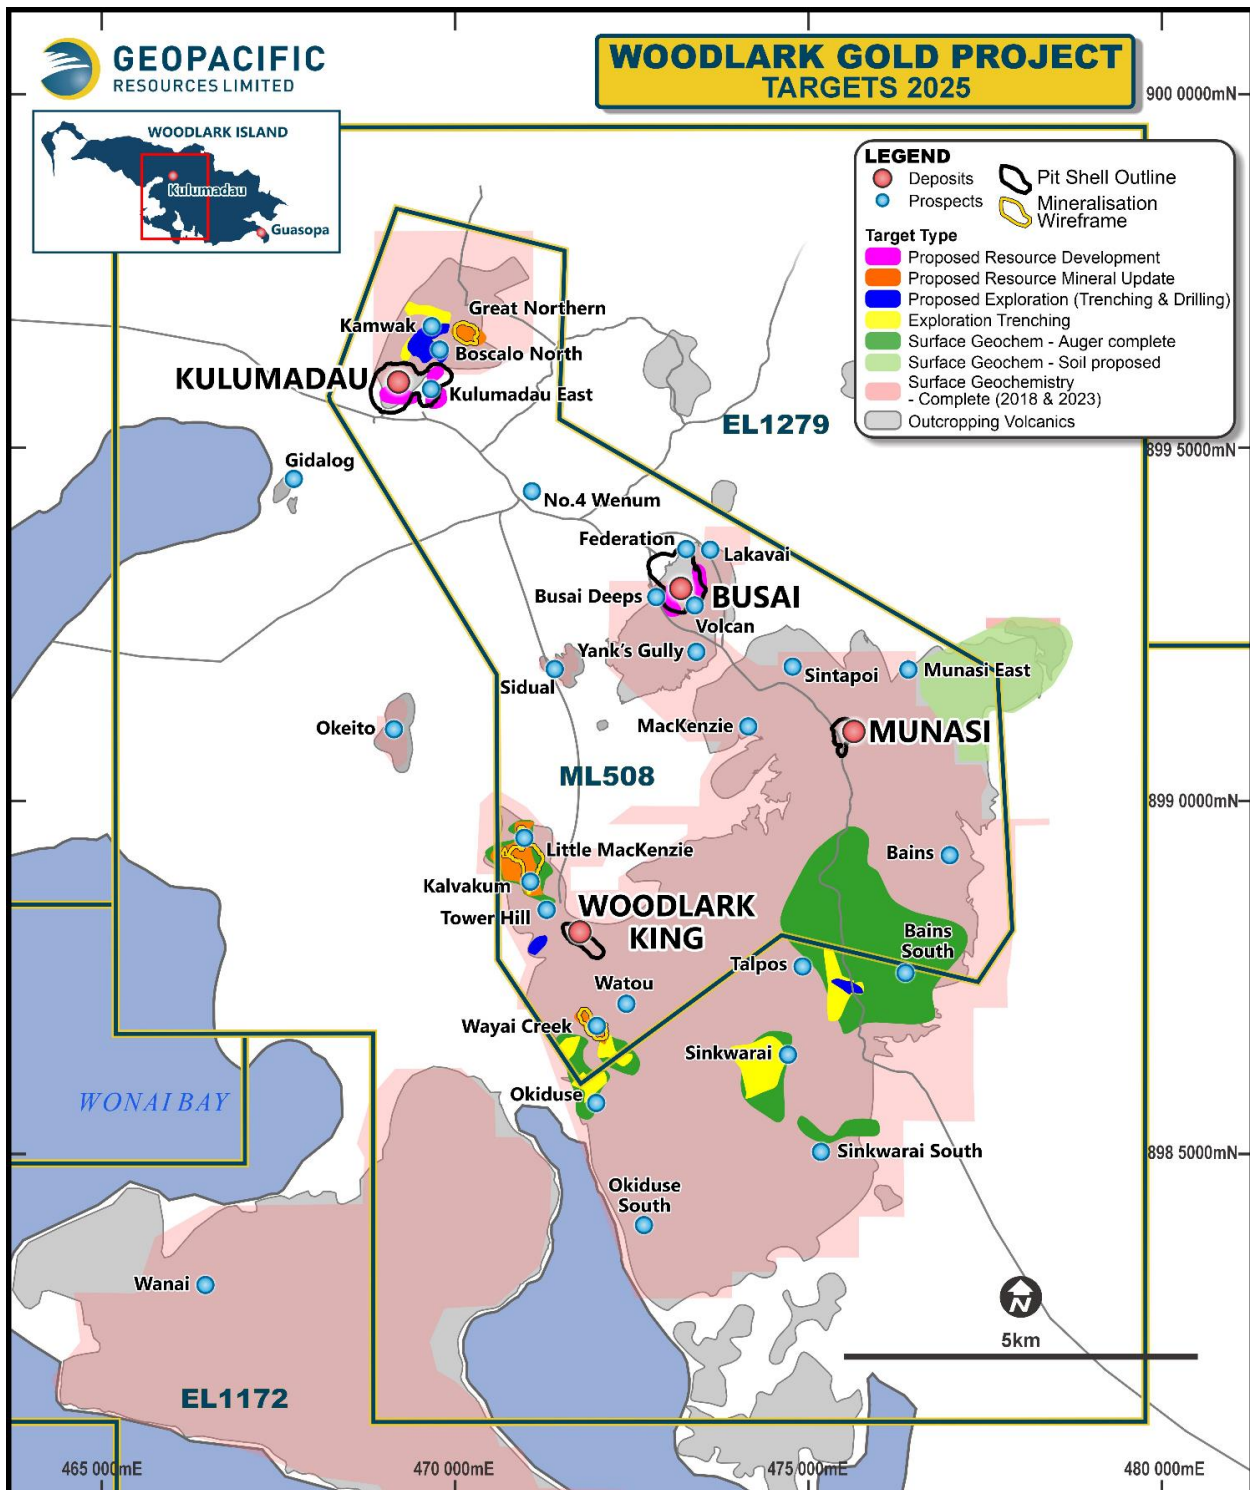 GEOPACIFIC
RESOURCES LIMITED
WOODLARK GOLD PROJECT
TARGETS 2025
900 0000mN
WOODLARK ISLAND
Kulumadau
Guasopa
LEGEND
Deposits
Prospects
Pit Shell Outline
Mineralisation
Wireframe
Target Type
Proposed Resource Development
Proposed Resource Mineral Update
Proposed Exploration (Trenching & Drilling)
Exploration Trenching
Surface Geochem - Auger complete
Surface Geochem - Soil proposed
Surface Geochemistry
- Complete (2018 & 2023)
Outcropping Volcanics
Great Northern
Kamwak
Boscalo North
KULUMADAU
Kulumadau East
EL1279
899 5000mN
Gidalog
No.4 Wenum
Federation
Lakavai
Busai Deeps
BUSAI
Volcan
Yank's Gully
Sidual
Sintapoi
Munasi East
Okeito
MacKenzie
MUNASI
ML508
899 0000mN
Little MacKenzie
Bains
Kalvakum
Tower Hill
WOODLARK
KING
Bains
South
Talpos
Watou
Wayai Creek
Sinkwarai
Okiduse
WONAI BAY
Sinkwarai South
898 5000mN
Okiduse
South
Wanai
N
5km
EL1172
465 000mE
470 000mE
475 000mE
480 000mE